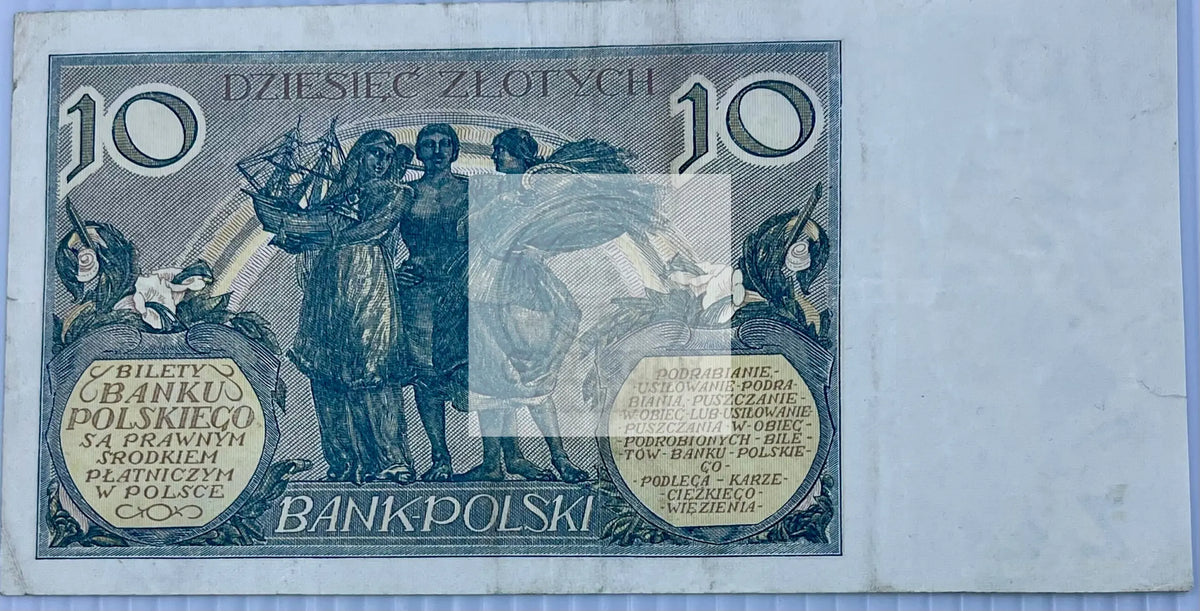 DZIESIĘĆ ZŁOTYCH
10
10
BILETY
BANKU
POLSKIEGO
SĄ PRAWNYM
ŚRODKIEM
PŁATNICZYM
W POLSCE
PODRABIANIE,-
-USIŁOWANIE-PODRA-
BIANIA, PUSZCZANIE-
W-OBIEG-LUB-USIŁOWANIE-
PUSZCZANIA-W-OBIEG-
PODROBIONYCH-BILE-
TÓW-BANKU-POLSKIE-
GO-
-PODLEGA-KARZE-
-CIĘŻKIEGO-
-WIĘZIENIA-
BANK-POLSKI